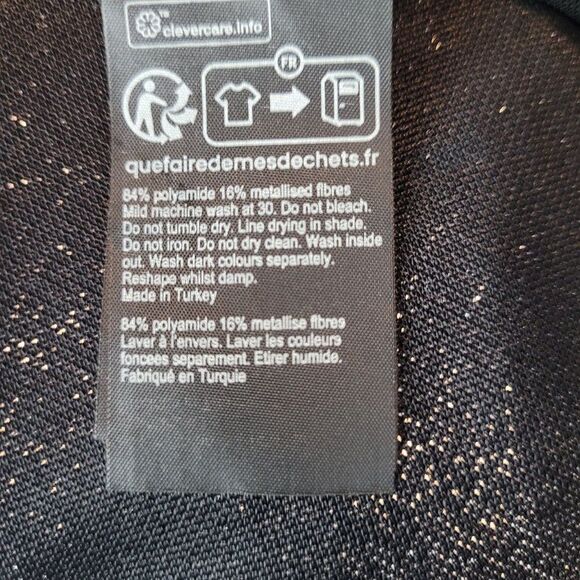 clevercare.info
FR
quefairedemesdechets.fr
84% polyamide 16% metallised fibres
Mild machine wash at 30. Do not bleach.
Do not tumble dry. Line drying in shade.
Do not iron. Do not dry clean. Wash inside
out. Wash dark colours separately.
Reshape whilst damp.
Made in Turkey
84% polyamide 16% metallise fibres
Laver à l'envers. Laver les couleurs
foncees separement. Etirer humide.
Fabriqué en Turquie